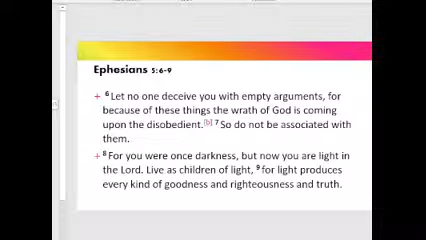 Ephesians 5:6-9
+ 6 Let no one deceive you with empty arguments, for
because of these things the wrath of God is coming
upon the disobedient.[b] 7 So do not be associated with
them.
+ 8 For you were once darkness, but now you are light in
the Lord. Live as children of light, 9 for light produces
every kind of goodness and righteousness and truth.